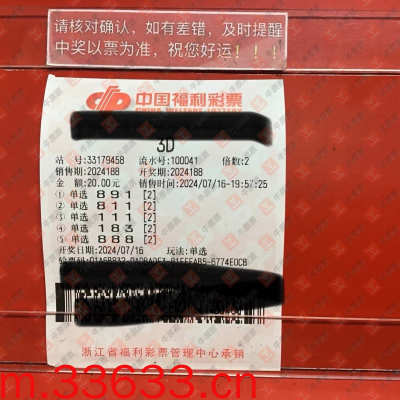 请核对确认，如有差错，及时提醒
中奖以票为准，祝您好运！！！
中国福利彩票
CHINA WELFARE LOTTERY
3D
站 号:33179458 流水号:100041 倍数:2
销售期:2024188 开奖期:2024188
金 额:20.00元 销售时间:2024/07/16-19:57:25
① 单选 8 9 1 [2]
② 单选 8 1 1 [2]
③ 单选 1 1 1 [2]
④ 单选 1 8 3 [2]
⑤ 单选 8 8 8 [2]
开奖日期:2024/07/16 玩法:单选
浙江省福利彩票管理中心承销
m.33633.cn